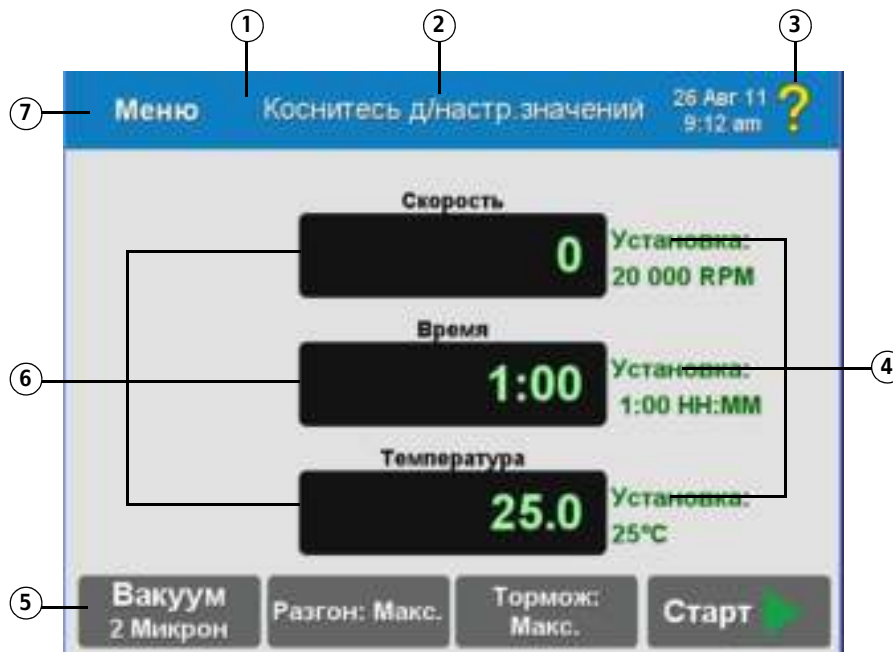 1 2 3
7 Меню Коснитесь д/настр.значений 26 Авг 11 ?
9:12 am
Скорость
0 Установка:
20 000 RPM
Время
6 1:00 Установка: 4
1:00 HH:MM
Температура
25.0 Установка:
25°C
5 Вакуум Разгон: Макс. Тормож: Старт
2 Микрон Макс.